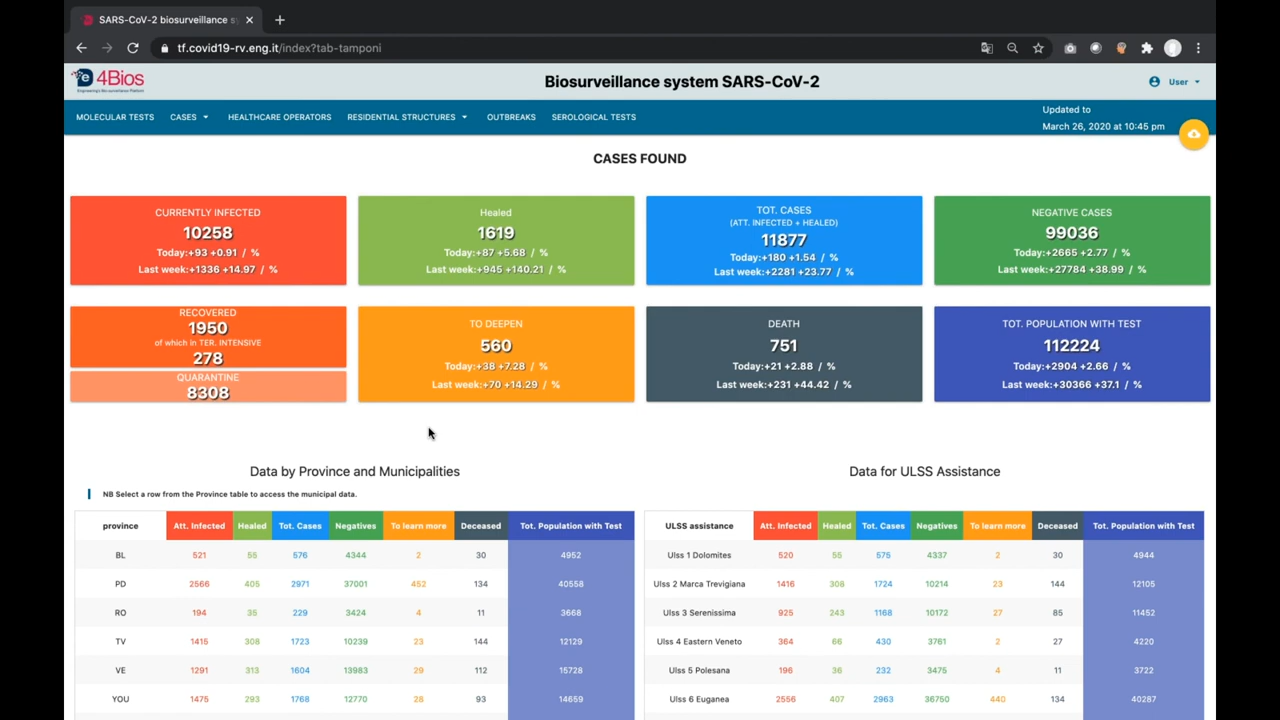 SARS-CoV-2 biosurveillance sy
tf.covid19-rv.eng.it/index?tab-tamponi
e4Bios
Engineering's Biosurveillance Platform
Biosurveillance system SARS-CoV-2
User
MOLECULAR TESTS CASES HEALTHCARE OPERATORS RESIDENTIAL STRUCTURES OUTBREAKS SEROLOGICAL TESTS
Updated to
March 26, 2020 at 10:45 pm
CASES FOUND
CURRENTLY INFECTED
10258
Today:+93 +0.91 / %
Last week:+1336 +14.97 / %
Healed
1619
Today:+87 +5.68 / %
Last week:+945 +140.21 / %
TOT. CASES
(ATT. INFECTED + HEALED)
11877
Today:+180 +1.54 / %
Last week:+2281 +23.77 / %
NEGATIVE CASES
99036
Today:+2665 +2.77 / %
Last week:+27784 +38.99 / %
RECOVERED
1950
of which in TER. INTENSIVE
278
QUARANTINE
8308
TO DEEPEN
560
Today:+38 +7.28 / %
Last week:+70 +14.29 / %
DEATH
751
Today:+21 +2.88 / %
Last week:+231 +44.42 / %
TOT. POPULATION WITH TEST
112224
Today:+2904 +2.66 / %
Last week:+30366 +37.1 / %
Data by Province and Municipalities
NB Select a row from the Province table to access the municipal data.
province Att. Infected Healed Tot. Cases Negatives To learn more Deceased Tot. Population with Test
BL 521 55 576 4344 2 30 4952
PD 2566 405 2971 37001 452 134 40558
RO 194 35 229 3424 4 11 3668
TV 1415 308 1723 10239 23 144 12129
VE 1291 313 1604 13983 29 112 15728
YOU 1475 293 1768 12770 28 93 14659
Data for ULSS Assistance
ULSS assistance Att. Infected Healed Tot. Cases Negatives To learn more Deceased Tot. Population with Test
Ulss 1 Dolomites 520 55 575 4337 2 30 4944
Ulss 2 Marca Trevigiana 1416 308 1724 10214 23 144 12105
Ulss 3 Serenissima 925 243 1168 10172 27 85 11452
Ulss 4 Eastern Veneto 364 66 430 3761 2 27 4220
Ulss 5 Polesana 196 36 232 3475 4 11 3722
Ulss 6 Euganea 2556 407 2963 36750 440 134 40287